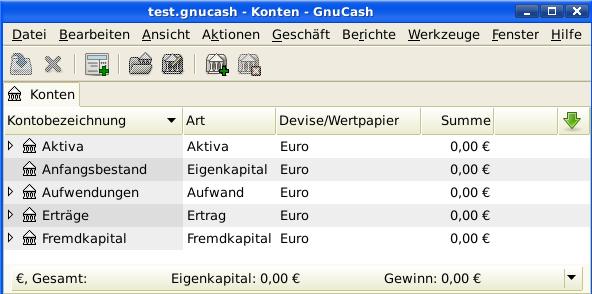 test.gnucash - Konten - GnuCash
Datei Bearbeiten Ansicht Aktionen Geschäft Berichte Werkzeuge Fenster Hilfe
Konten
Kontobezeichnung Art Devise/Wertpapier Summe
Aktiva Aktiva Euro 0,00 €
Anfangsbestand Eigenkapital Euro 0,00 €
Aufwendungen Aufwand Euro 0,00 €
Erträge Ertrag Euro 0,00 €
Fremdkapital Fremdkapital Euro 0,00 €
€, Gesamt: Eigenkapital: 0,00 € Gewinn: 0,00 €